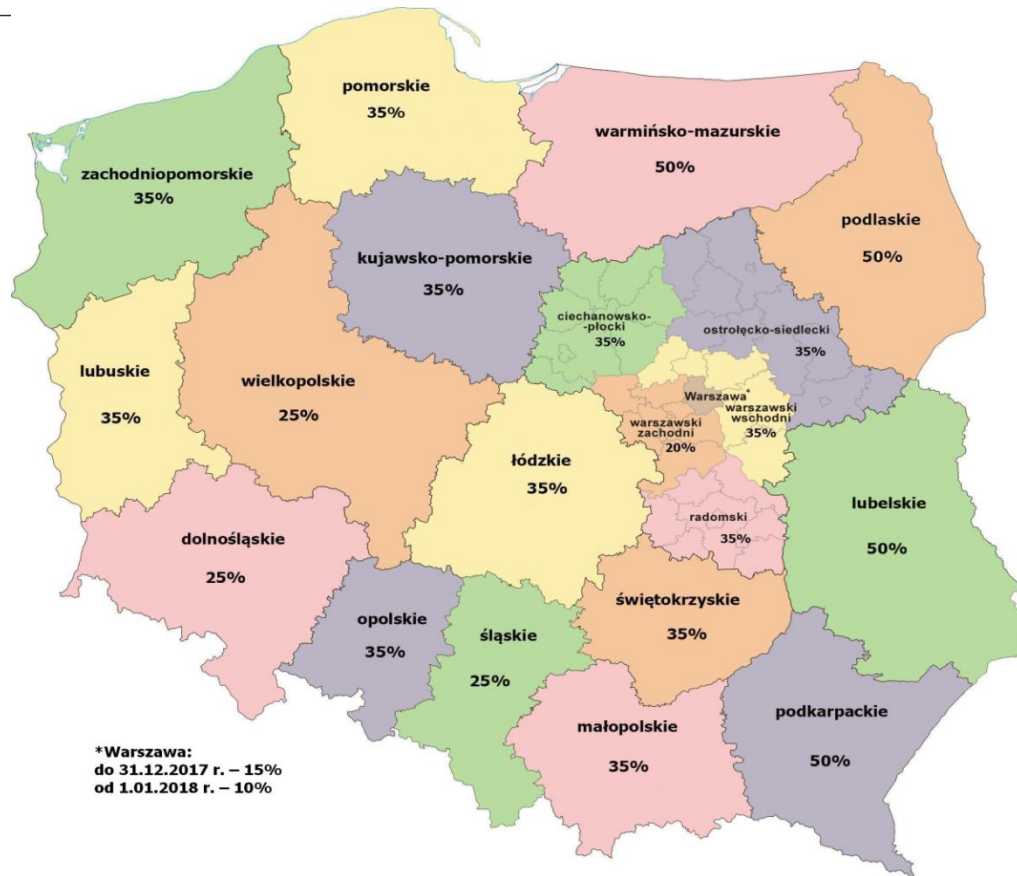 pomorskie
35%
warmińsko-mazurskie
50%
zachodniopomorskie
35%
podlaskie
50%
kujawsko-pomorskie
35%
ciechanowsko-
-płocki
35%
ostrołęcko-siedlecki
35%
lubuskie
35%
wielkopolskie
25%
Warszawa*
warszawski
wschodni
35%
warszawski
zachodni
20%
łódzkie
35%
lubelskie
50%
radomski
35%
dolnośląskie
25%
świętokrzyskie
35%
opolskie
35%
śląskie
25%
małopolskie
35%
podkarpackie
50%
*Warszawa:
do 31.12.2017 r. – 15%
od 1.01.2018 r. – 10%